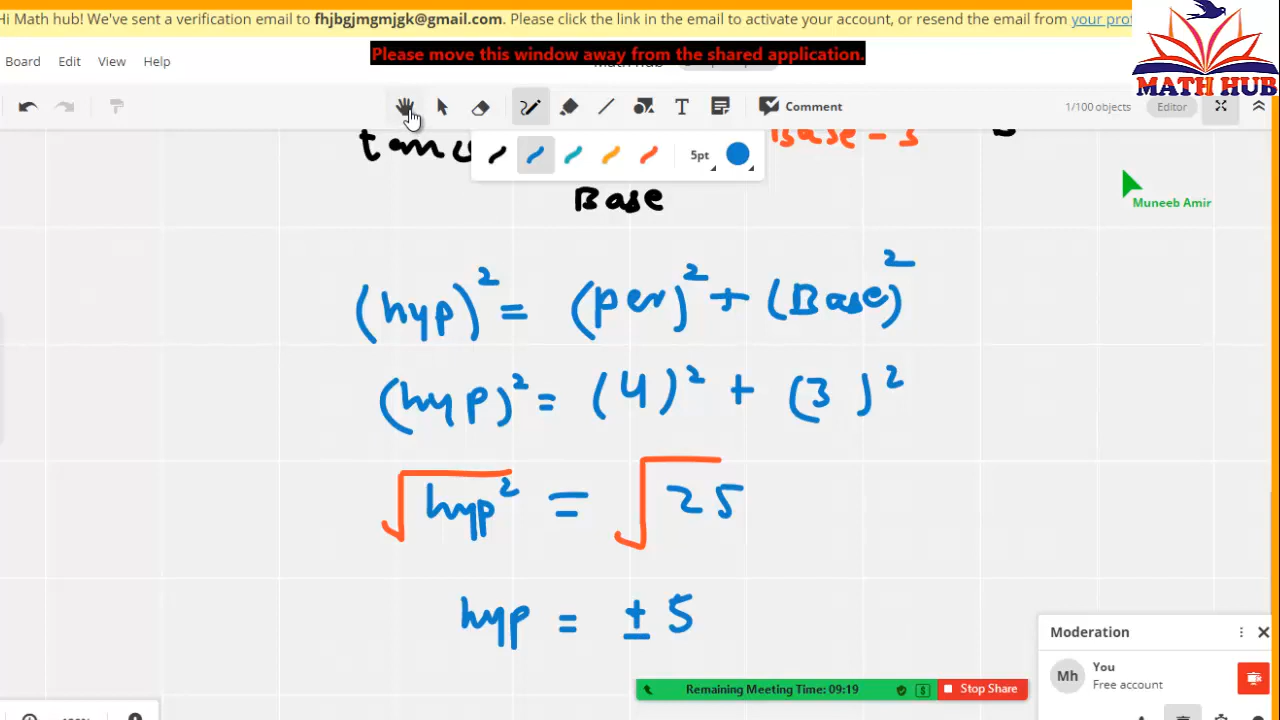 Hi Math hub! We've sent a verification email to fhjbgjmgmjgk@gmail.com. Please click the link in the email to activate your account, or resend the email from your prof
Please move this window away from the shared application.
MATH HUB
Board Edit View Help
Comment
1/100 objects
Editor
Base = 3
5pt
Base
Muneeb Amir
(hyp)² = (per)² + (Base)²
(hyp)² = (4)² + (3)²
√hyp² = √25
hyp = ± 5
Moderation
Mh
You
Free account
Remaining Meeting Time: 09:19
Stop Share